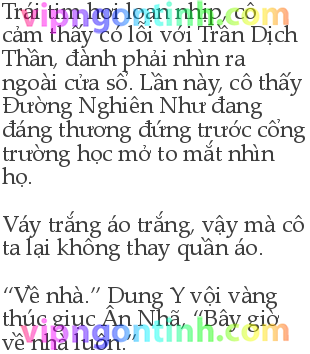 Trái tim hơi loạn nhịp, cô
cảm thấy có lỗi với Trần Dịch
Thần, đành phải nhìn ra
ngoài cửa sổ. Lần này, cô thấy
Đường Nghiên Như đang
đáng thương đứng trước cổng
trường học mở to mắt nhìn
họ.
Váy trắng áo trắng, vậy mà cô
ta lại không thay quần áo.
“Về nhà.” Dung Y vội vàng
thúc giục Ân Nhã, “Bây giờ
về nhà luôn.”
vipngontinh.com
vipngontinh.com